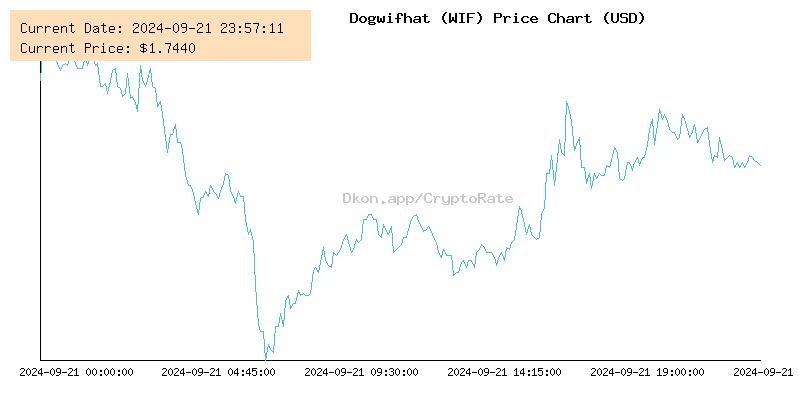 Dogwifhat (WIF) Price Chart (USD)
Current Date: 2024-09-21 23:57:11
Current Price: $1.7440
Dkon.app/CryptoRate
2024-09-21 00:00:00 2024-09-21 04:45:00 2024-09-21 09:30:00 2024-09-21 14:15:00 2024-09-21 19:00:00 2024-09-21